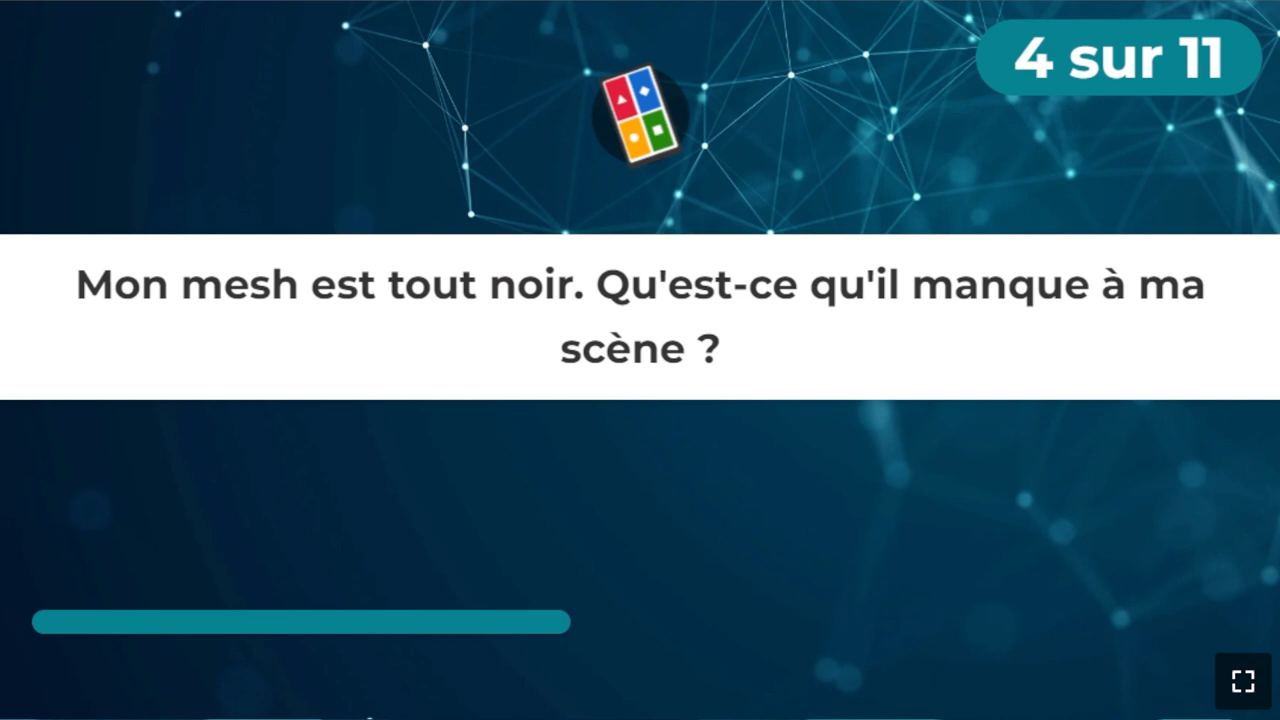 4 sur 11
Mon mesh est tout noir. Qu'est-ce qu'il manque à ma
scène ?